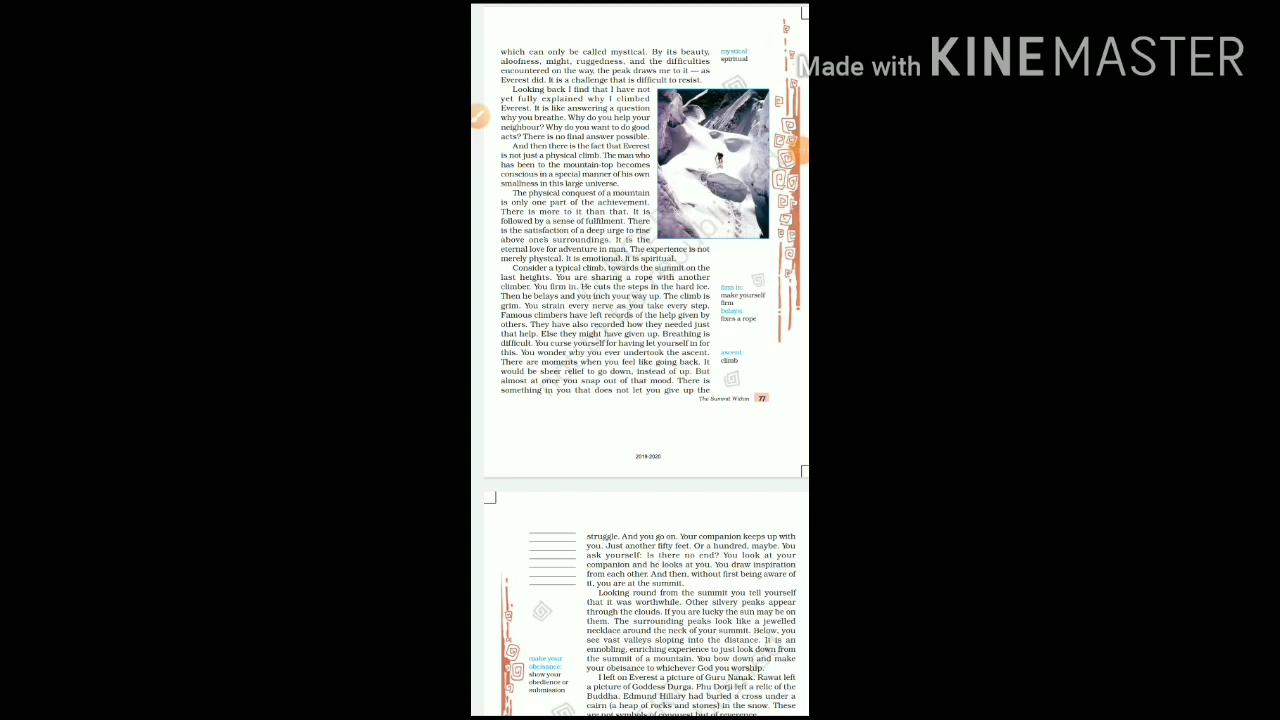 which can only be called mystical. By its beauty,
aloofness, might, ruggedness, and the difficulties
encountered on the way, the peak draws me to it — as
Everest did. It is a challenge that is difficult to resist.
mystical
spiritual
Made with KINEMASTER
Looking back I find that I have not
yet fully explained why I climbed
Everest. It is like answering a question
why you breathe. Why do you help your
neighbour? Why do you want to do good
acts? There is no final answer possible.
And then there is the fact that Everest
is not just a physical climb. The man who
has been to the mountain-top becomes
conscious in a special manner of his own
smallness in this large universe.
The physical conquest of a mountain
is only one part of the achievement.
There is more to it than that. It is
followed by a sense of fulfilment. There
is the satisfaction of a deep urge to rise
above one's surroundings. It is the
eternal love for adventure in man. The experience is not
merely physical. It is emotional. It is spiritual.
Consider a typical climb, towards the summit on the
last heights. You are sharing a rope with another
climber. You firm in. He cuts the steps in the hard ice.
Then he belays and you inch your way up. The climb is
grim. You strain every nerve as you take every step.
Famous climbers have left records of the help given by
others. They have also recorded how they needed just
that help. Else they might have given up. Breathing is
difficult. You curse yourself for having let yourself in for
this. You wonder why you ever undertook the ascent.
There are moments when you feel like going back. It
would be sheer relief to go down, instead of up. But
almost at once you snap out of that mood. There is
something in you that does not let you give up the
firm in:
make yourself
firm
belays:
fixes a rope
ascent:
climb
The Summit Within 77
2019-2020
struggle. And you go on. Your companion keeps up with
you. Just another fifty feet. Or a hundred, maybe. You
ask yourself: Is there no end? You look at your
companion and he looks at you. You draw inspiration
from each other. And then, without first being aware of
it, you are at the summit.
Looking round from the summit you tell yourself
that it was worthwhile. Other silvery peaks appear
through the clouds. If you are lucky the sun may be on
them. The surrounding peaks look like a jewelled
necklace around the neck of your summit. Below, you
see vast valleys sloping into the distance. It is an
ennobling, enriching experience to just look down from
the summit of a mountain. You bow down and make
your obeisance to whichever God you worship.
make your
obeisance:
show your
obedience or
submission
I left on Everest a picture of Guru Nanak. Rawat left
a picture of Goddess Durga. Phu Dorji left a relic of the
Buddha. Edmund Hillary had buried a cross under a
cairn (a heap of rocks and stones) in the snow. These
are not symbols of conquest but of reverence.